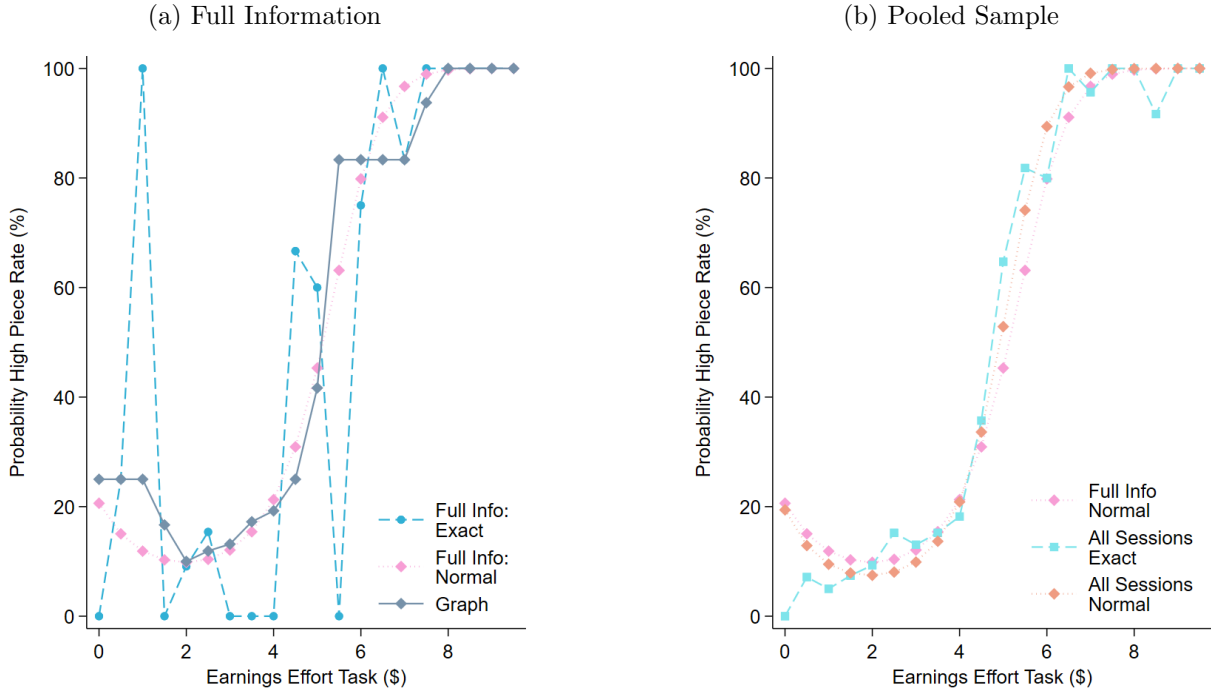 (a) Full Information
Probability High Piece Rate (%)
100
80
60
40
20
0
0 2 4 6 8
Earnings Effort Task ($)
Full Info:
Exact
Full Info:
Normal
Graph
(b) Pooled Sample
Probability High Piece Rate (%)
100
80
60
40
20
0
0 2 4 6 8
Earnings Effort Task ($)
Full Info
Normal
All Sessions
Exact
All Sessions
Normal